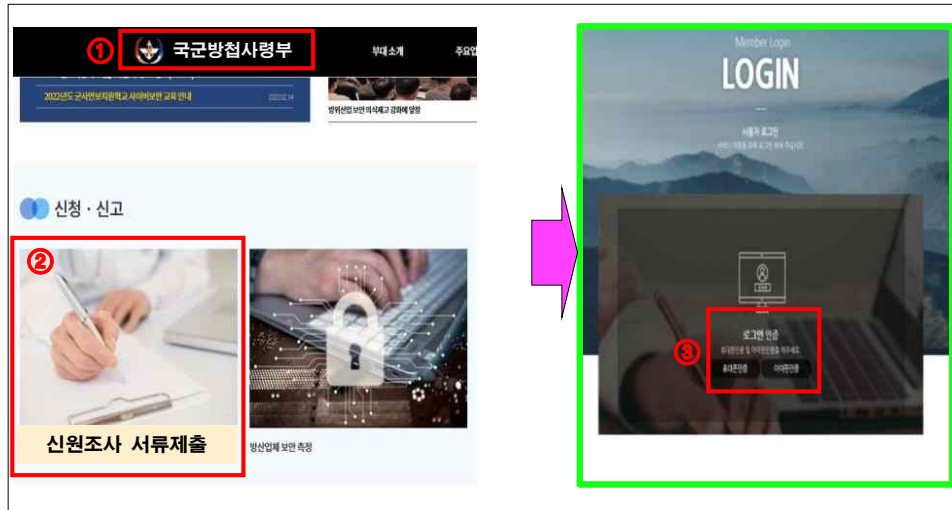 ① 국군방첩사령부
부대소개
주요업
2022년도 군사안보지원학교 사이버보안 교육 안내
방위산업 보안 의식제고 강화에 앞장
신청 · 신고
②
신원조사 서류제출
방산업체 보안 측정
Member Login
LOGIN
사용자 로그인
로그인 인증
③
휴대폰인증
아이핀인증